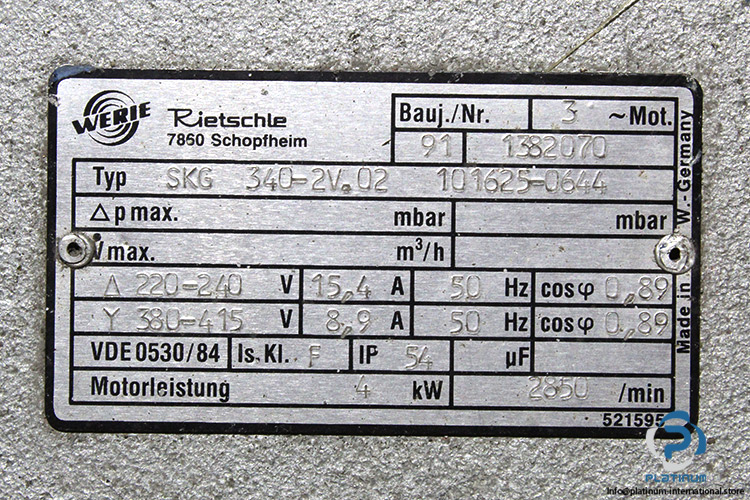 WERIE Rietschle
7860 Schopfheim
Bauj./Nr. 3 ~Mot.
91 1382070
Typ SKG 340-2V.02 101625-0644
Δ p max. mbar mbar
V̇ max. m³/h
Δ 220-240 V 15,4 A 50 Hz cosφ 0,89
Y 380-415 V 8,9 A 50 Hz cosφ 0,89
VDE 0530/84 Is.Kl. F IP 54 µF
Motorleistung 4 kW 2850 /min
521595
Made in W.-Germany
PLATINUM
Info@platinum-international.store